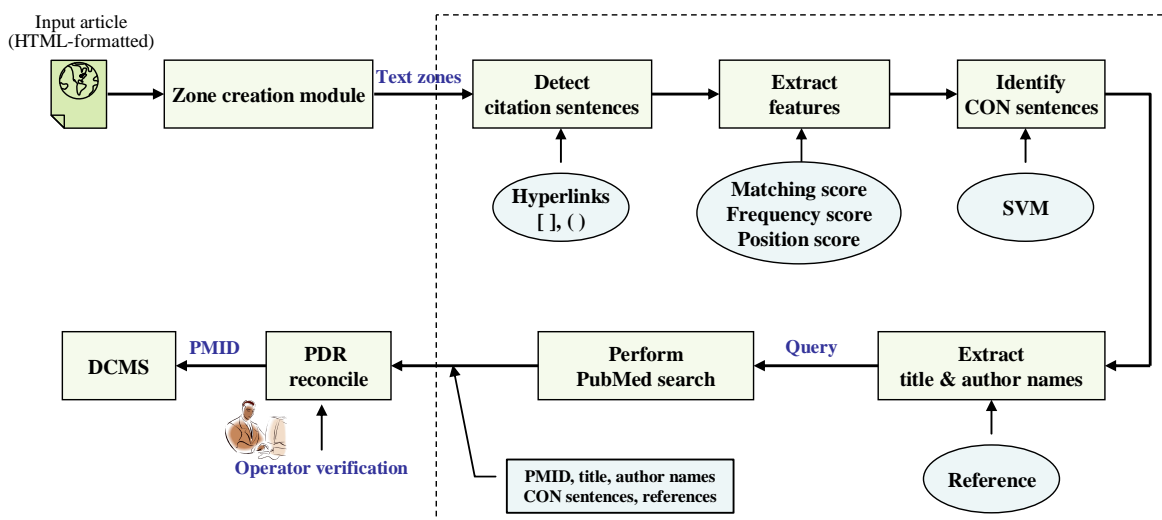 Input article
(HTML-formatted)
Zone creation module
Text zones
Detect
citation sentences
Extract
features
Identify
CON sentences
Hyperlinks
[ ], ( )
Matching score
Frequency score
Position score
SVM
DCMS
PMID
PDR
reconcile
Perform
PubMed search
Query
Extract
title & author names
Operator verification
PMID, title, author names
CON sentences, references
Reference